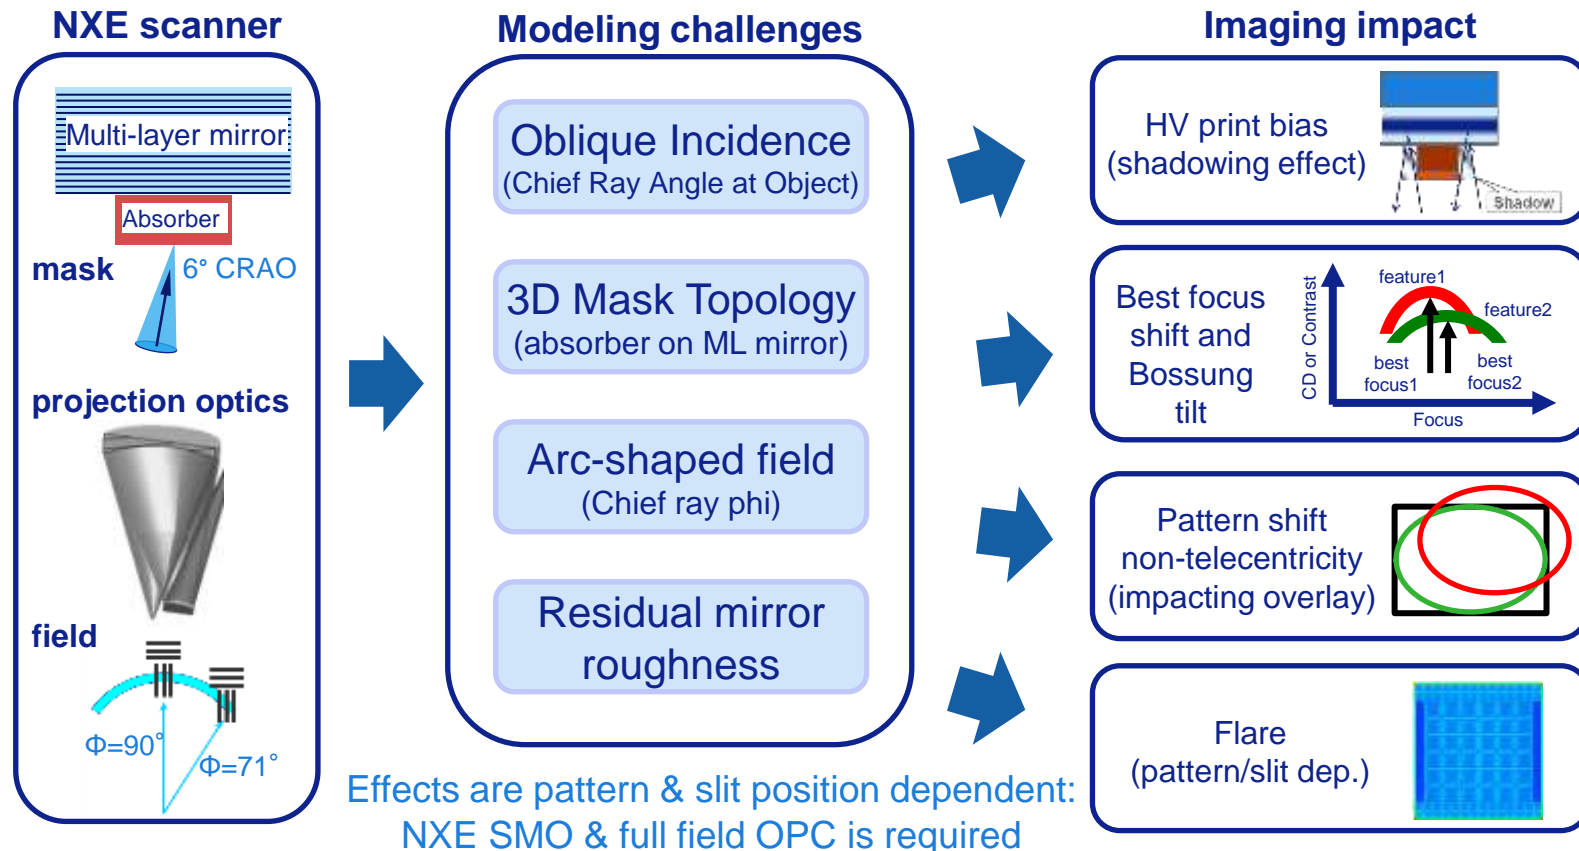 NXE scanner
Modeling challenges
Imaging impact
Multi-layer mirror
Absorber
mask
6° CRAO
projection optics
field
Φ=90°
Φ=71°
Oblique Incidence
(Chief Ray Angle at Object)
3D Mask Topology
(absorber on ML mirror)
Arc-shaped field
(Chief ray phi)
Residual mirror
roughness
HV print bias
(shadowing effect)
Shadow
Best focus
shift and
Bossung
tilt
CD or Contrast
feature1
feature2
best
focus1
best
focus2
Focus
Pattern shift
non-telecentricity
(impacting overlay)
Flare
(pattern/slit dep.)
Effects are pattern & slit position dependent:
NXE SMO & full field OPC is required